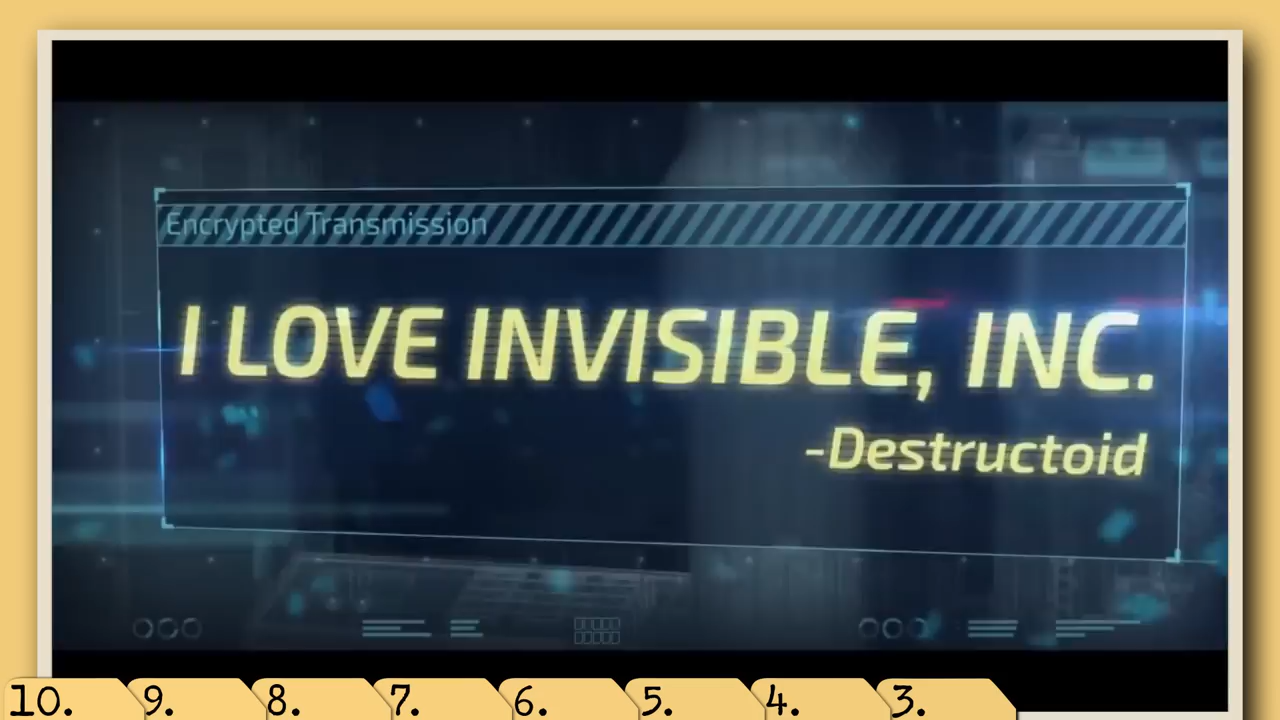 Encrypted Transmission
I LOVE INVISIBLE, INC.
-Destructoid
10. 9. 8. 7. 6. 5. 4. 3.